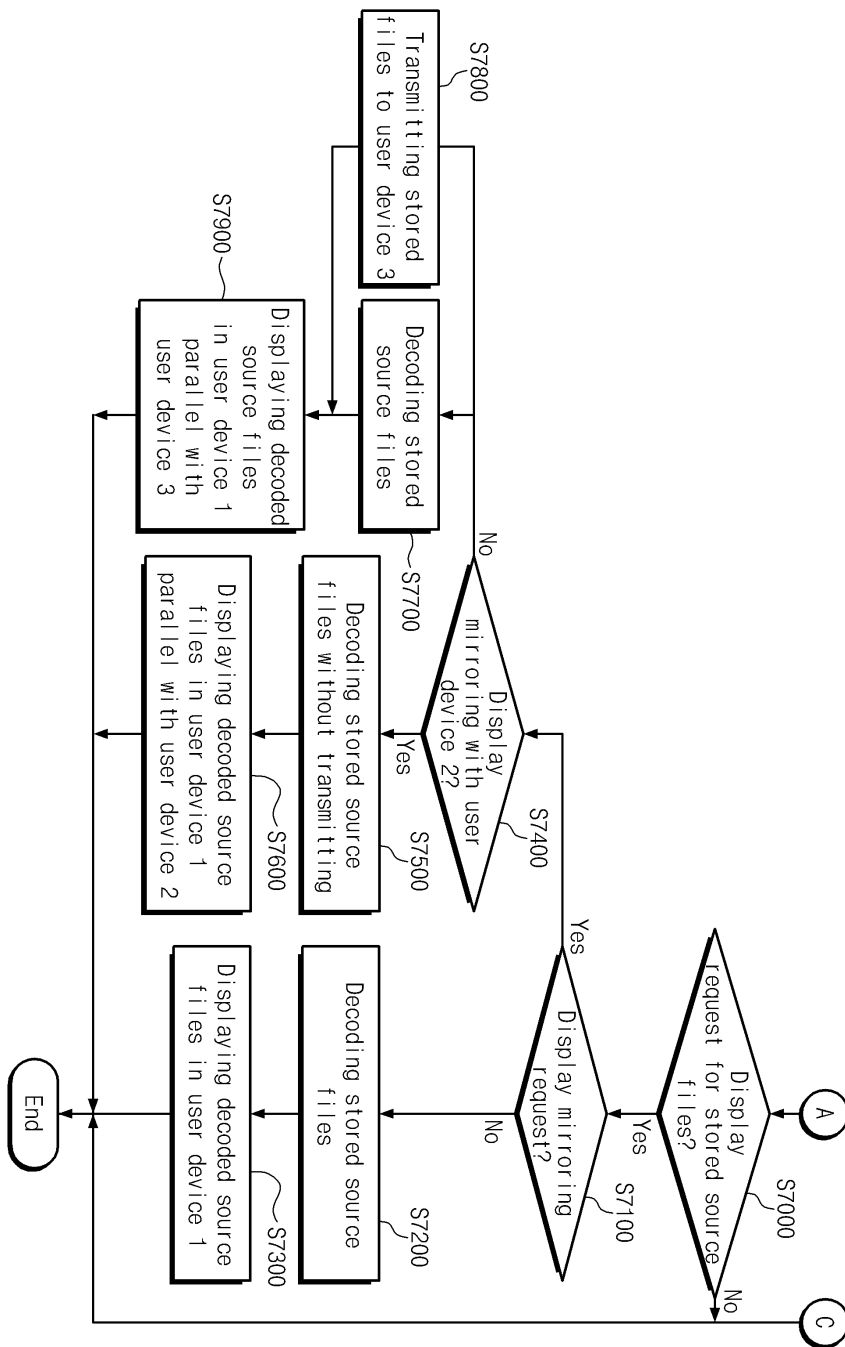 A
C
Display
request for stored source
files?
S7000
No
Yes
Display mirroring
request?
S7100
Yes
No
Decoding stored source
files
S7200
Displaying decoded source
files in user device 1
S7300
Display
mirroring with user
device 2?
S7400
No
Yes
Decoding stored source
files without transmitting
S7500
Displaying decoded source
files in user device 1
parallel with user device 2
S7600
Decoding stored
source files
S7700
Transmitting stored
files to user device 3
S7800
Displaying decoded
source files
in user device 1
parallel with
user device 3
S7900
End